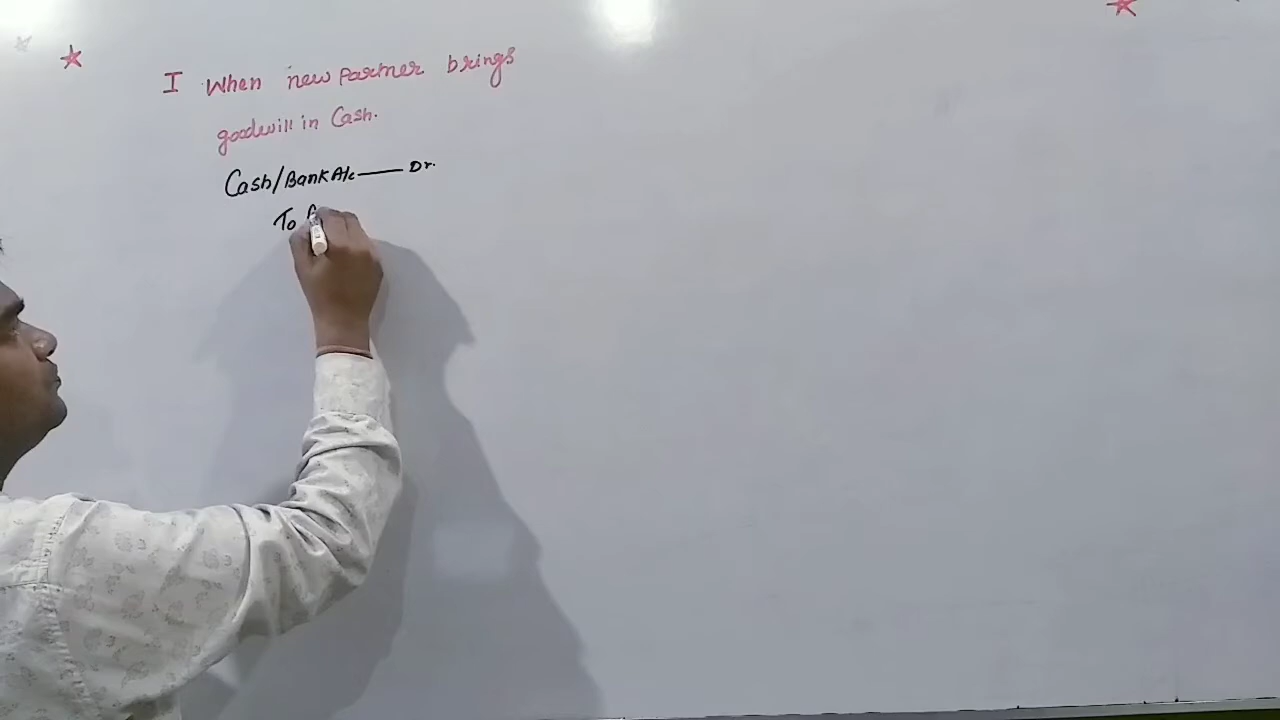 I When new Partner brings
goodwill in Cash.
Cash/Bank A/c —— Dr.
To